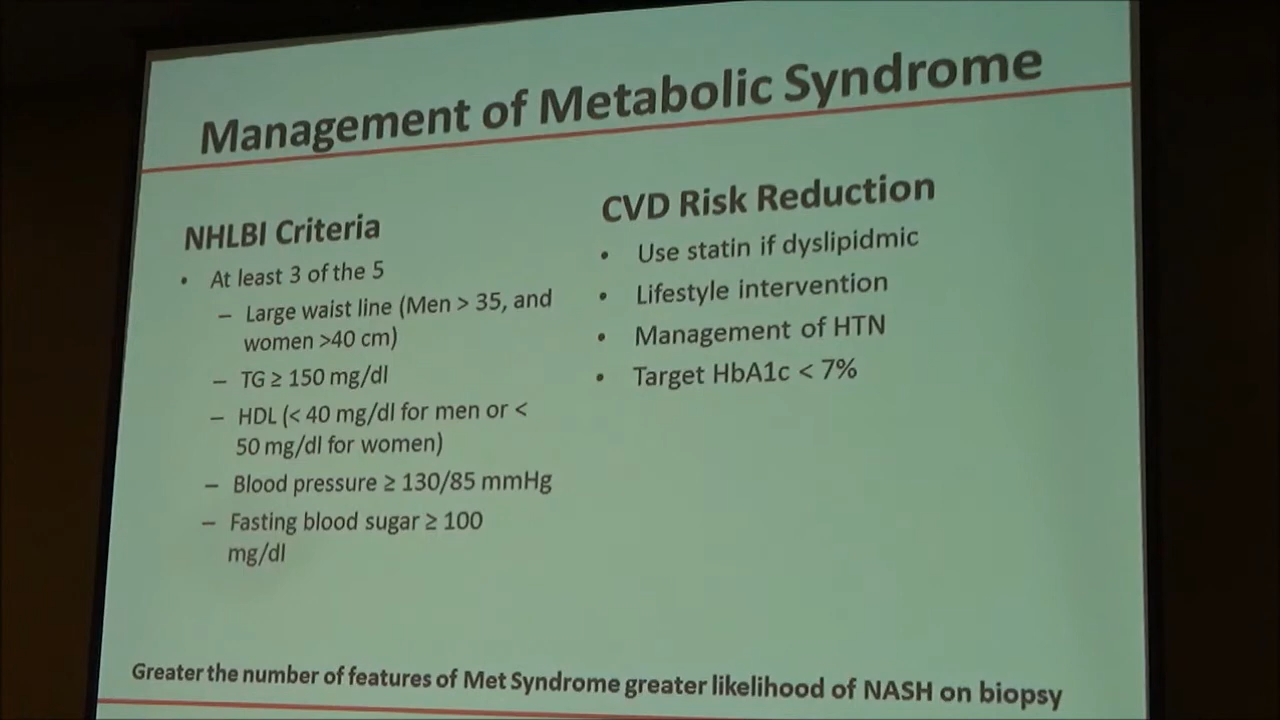 Management of Metabolic Syndrome
NHLBI Criteria
• At least 3 of the 5
– Large waist line (Men > 35, and
women >40 cm)
– TG ≥ 150 mg/dl
– HDL (< 40 mg/dl for men or <
50 mg/dl for women)
– Blood pressure ≥ 130/85 mmHg
– Fasting blood sugar ≥ 100
mg/dl
CVD Risk Reduction
• Use statin if dyslipidmic
• Lifestyle intervention
• Management of HTN
• Target HbA1c < 7%
Greater the number of features of Met Syndrome greater likelihood of NASH on biopsy